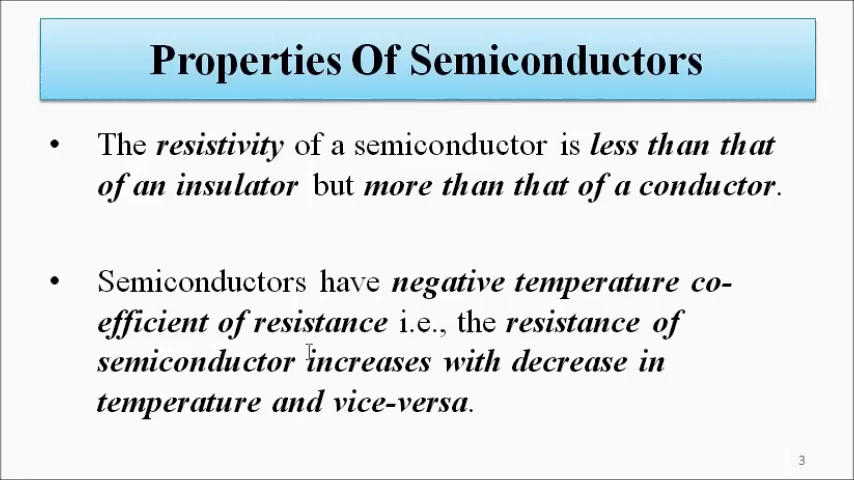 Properties Of Semiconductors
• The resistivity of a semiconductor is less than that
of an insulator but more than that of a conductor.
• Semiconductors have negative temperature co-
efficient of resistance i.e., the resistance of
semiconductor increases with decrease in
temperature and vice-versa.
3